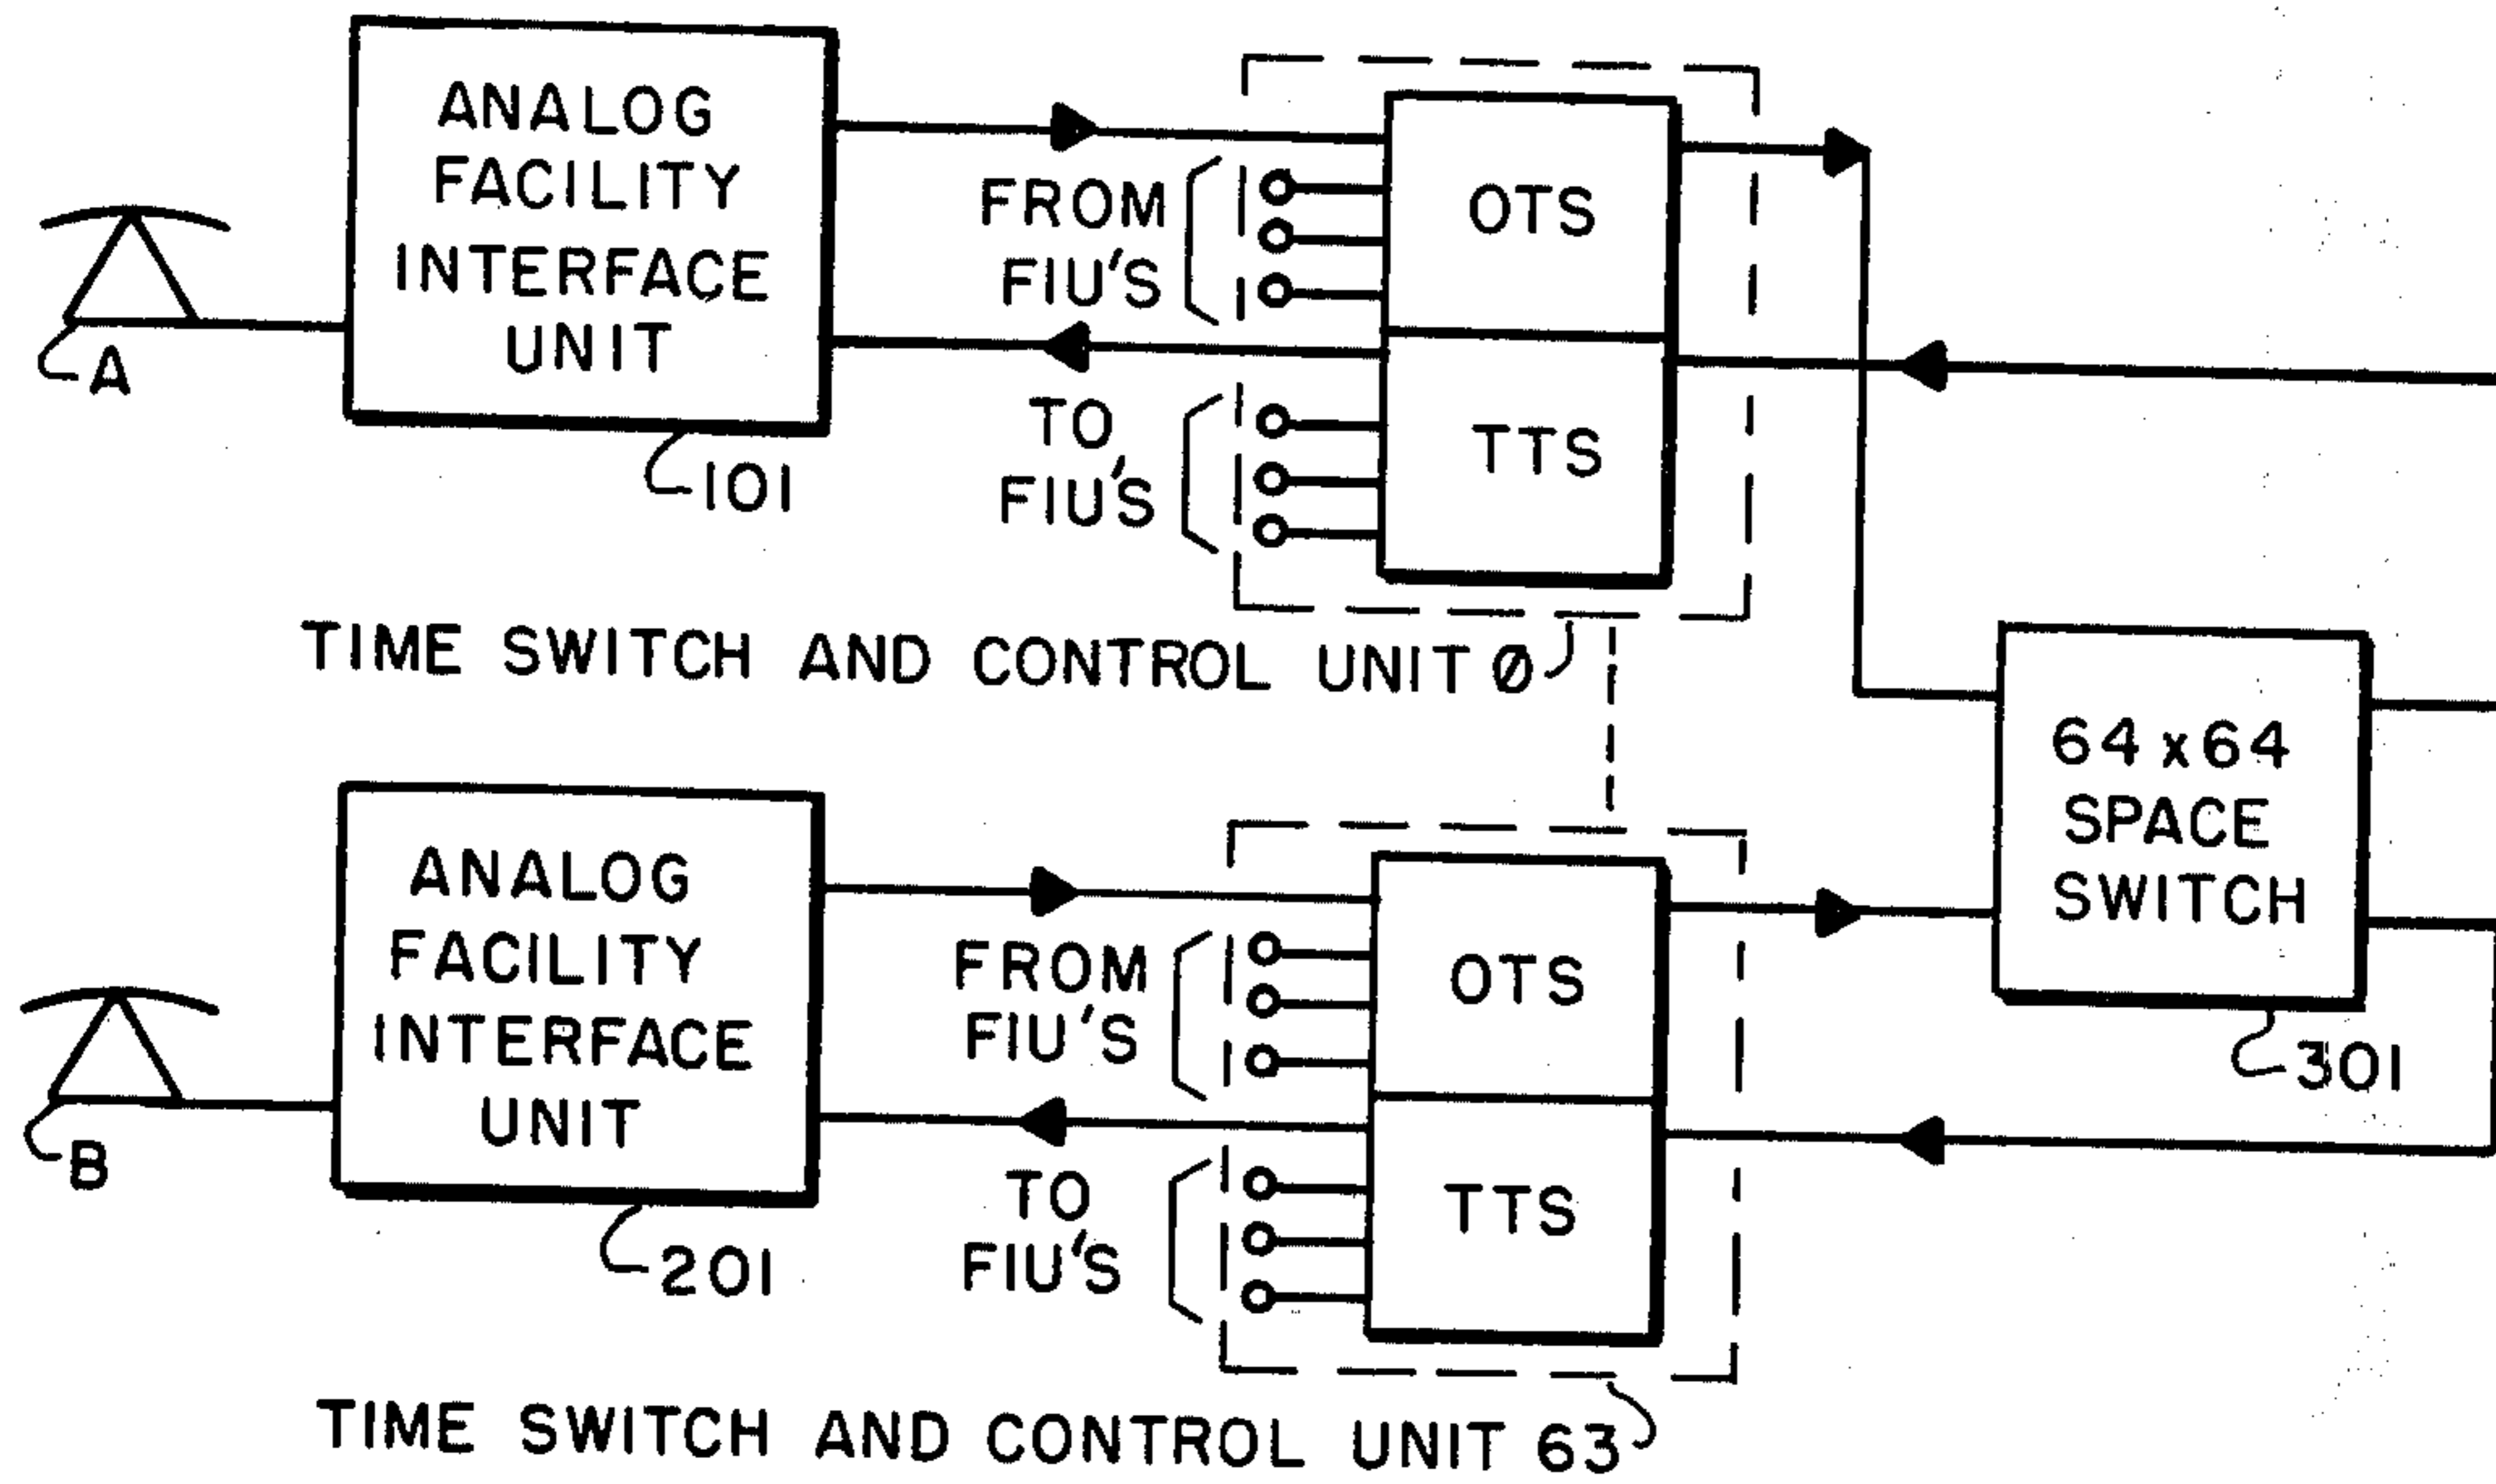 ANALOG
FACILITY
INTERFACE
UNIT
A
101
FROM
FIU'S
TO
FIU'S
OTS
TTS
TIME SWITCH AND CONTROL UNIT Ø
64x64
SPACE
SWITCH
301
ANALOG
FACILITY
INTERFACE
UNIT
B
201
FROM
FIU'S
TO
FIU'S
OTS
TTS
TIME SWITCH AND CONTROL UNIT 63